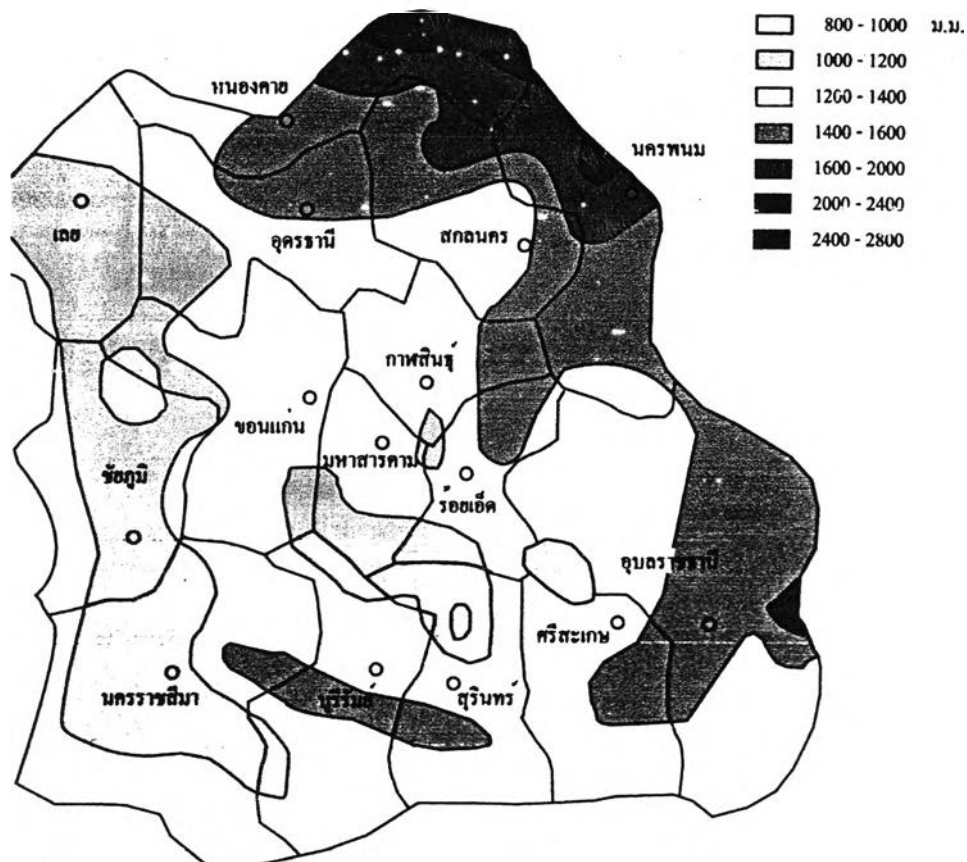 800 - 1000 ม.ม.
1000 - 1200
1200 - 1400
1400 - 1600
1600 - 2000
2000 - 2400
2400 - 2800
หนองคาย
นครพนม
เลย
อุดรธานี
สกลนคร
กาฬสินธุ์
ขอนแก่น
มหาสารคาม
ชัยภูมิ
ร้อยเอ็ด
อุบลราชธานี
ศรีสะเกษ
นครราชสีมา
บุรีรัมย์
สุรินทร์